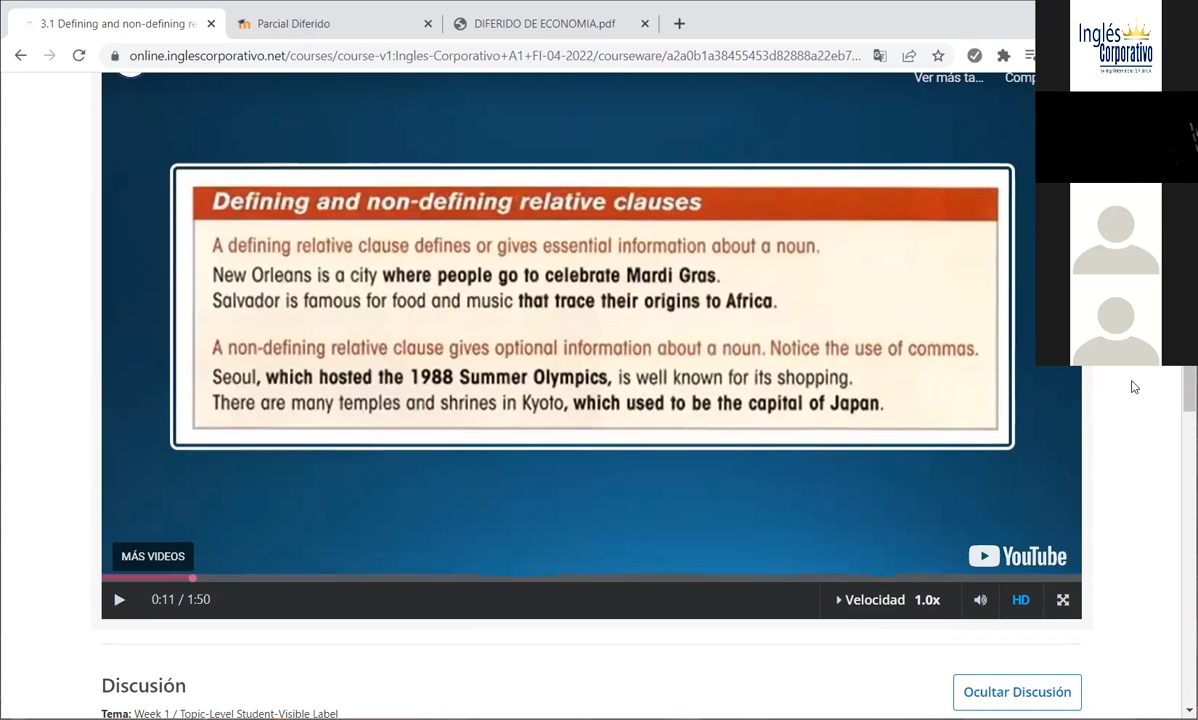 3.1 Defining and non-defining re
Parcial Diferido
DIFERIDO DE ECONOMIA.pdf
online.inglescorporativo.net/courses/course-v1:Ingles-Corporativo+A1+FI-04-2022/courseware/a2a0b1a38455453d82888a22eb7...
Inglés
Corporativo
Ver más ta...
Comp
Defining and non-defining relative clauses
A defining relative clause defines or gives essential information about a noun.
New Orleans is a city where people go to celebrate Mardi Gras.
Salvador is famous for food and music that trace their origins to Africa.
A non-defining relative clause gives optional information about a noun. Notice the use of commas.
Seoul, which hosted the 1988 Summer Olympics, is well known for its shopping.
There are many temples and shrines in Kyoto, which used to be the capital of Japan.
MÁS VIDEOS
YouTube
0:11 / 1:50
Velocidad 1.0x
HD
Discusión
Ocultar Discusión
Tema: Week 1 / Topic-Level Student-Visible Label